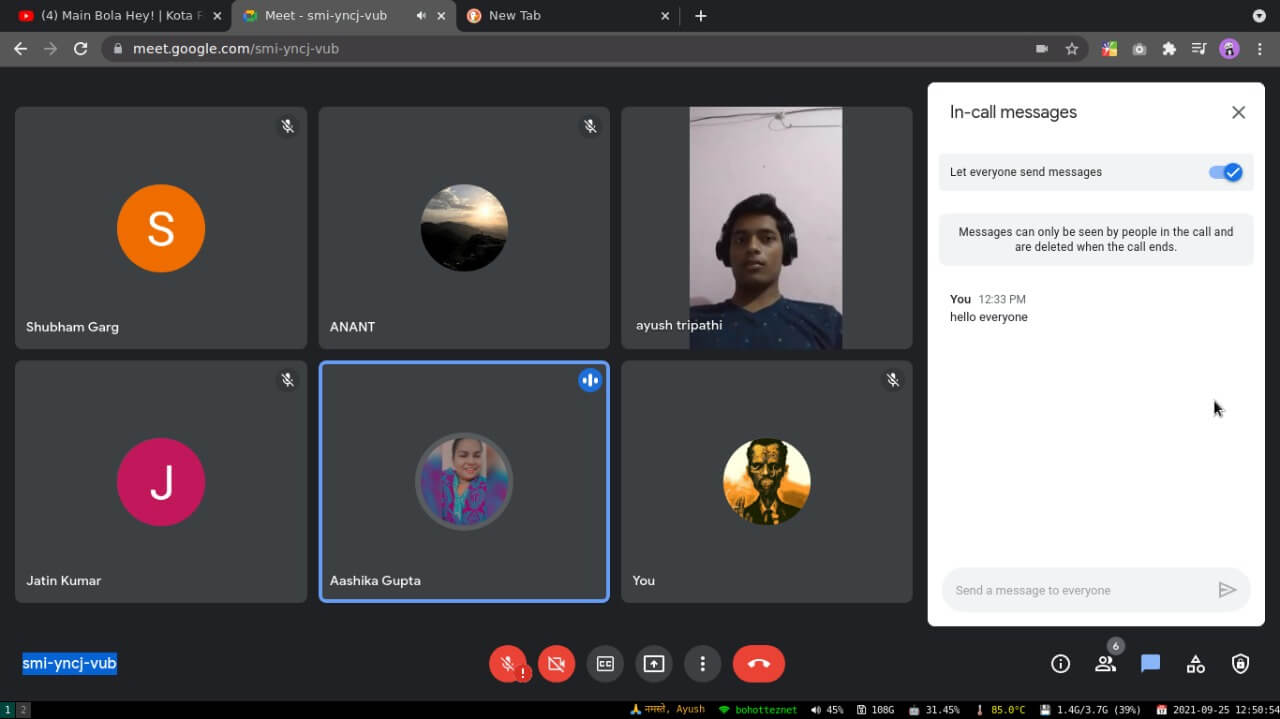 (4) Main Bola Hey! | Kota F
Meet - smi-yncj-vub
New Tab
meet.google.com/smi-yncj-vub
S
Shubham Garg
ANANT
ayush tripathi
J
Jatin Kumar
Aashika Gupta
You
In-call messages
Let everyone send messages
Messages can only be seen by people in the call and
are deleted when the call ends.
You 12:33 PM
hello everyone
Send a message to everyone
smi-yncj-vub
CC
!
6
1 2
नमस्ते, Ayush
bohotteznet
45%
108G
31.45%
85.0°C
1.4G/3.7G (39%)
2021-09-25 12:50:54